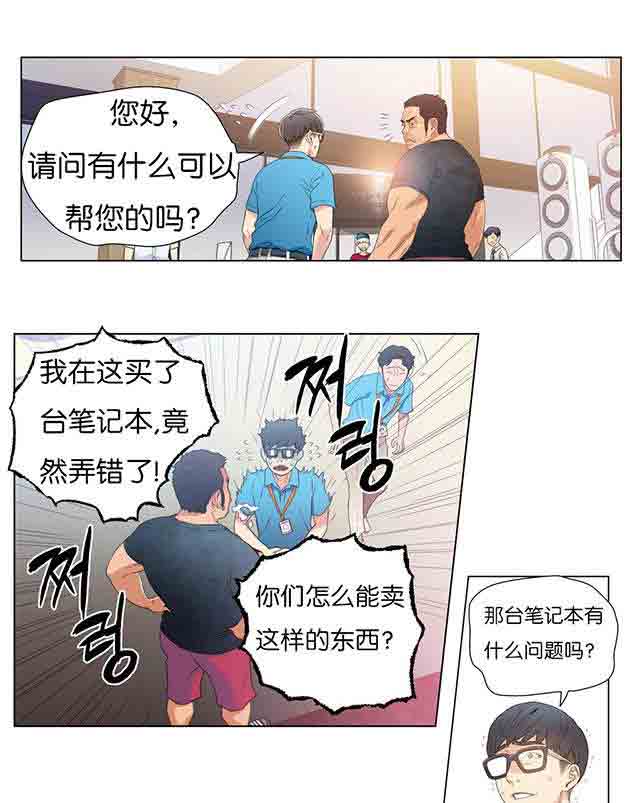 您好，
请问有什么可以
帮您的吗？
我在这买了
台笔记本，竟
然弄错了！
쩌렁
쩌렁
你们怎么能卖
这样的东西？
那台笔记本有
什么问题吗？